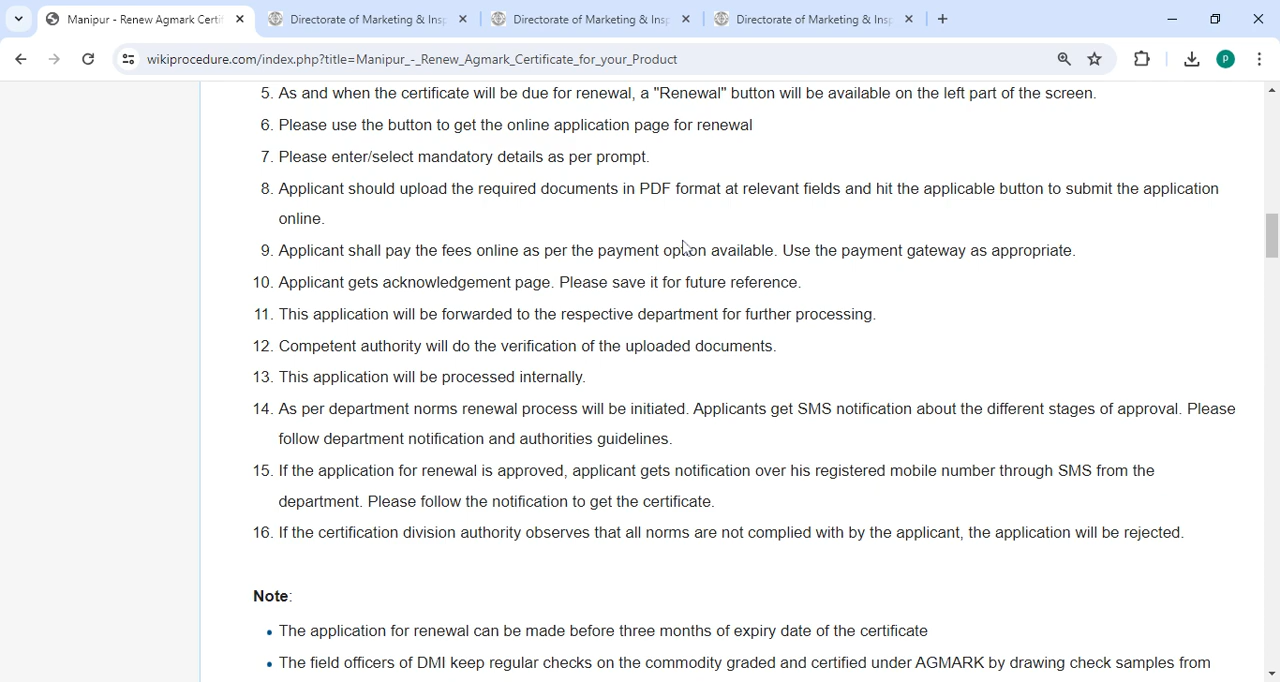 Manipur - Renew Agmark Certi
Directorate of Marketing & Insp
Directorate of Marketing & Insp
Directorate of Marketing & Insp
wikiprocedure.com/index.php?title=Manipur_-_Renew_Agmark_Certificate_for_your_Product
P
5. As and when the certificate will be due for renewal, a "Renewal" button will be available on the left part of the screen.
6. Please use the button to get the online application page for renewal
7. Please enter/select mandatory details as per prompt.
8. Applicant should upload the required documents in PDF format at relevant fields and hit the applicable button to submit the application
online.
9. Applicant shall pay the fees online as per the payment option available. Use the payment gateway as appropriate.
10. Applicant gets acknowledgement page. Please save it for future reference.
11. This application will be forwarded to the respective department for further processing.
12. Competent authority will do the verification of the uploaded documents.
13. This application will be processed internally.
14. As per department norms renewal process will be initiated. Applicants get SMS notification about the different stages of approval. Please
follow department notification and authorities guidelines.
15. If the application for renewal is approved, applicant gets notification over his registered mobile number through SMS from the
department. Please follow the notification to get the certificate.
16. If the certification division authority observes that all norms are not complied with by the applicant, the application will be rejected.
Note:
• The application for renewal can be made before three months of expiry date of the certificate
• The field officers of DMI keep regular checks on the commodity graded and certified under AGMARK by drawing check samples from